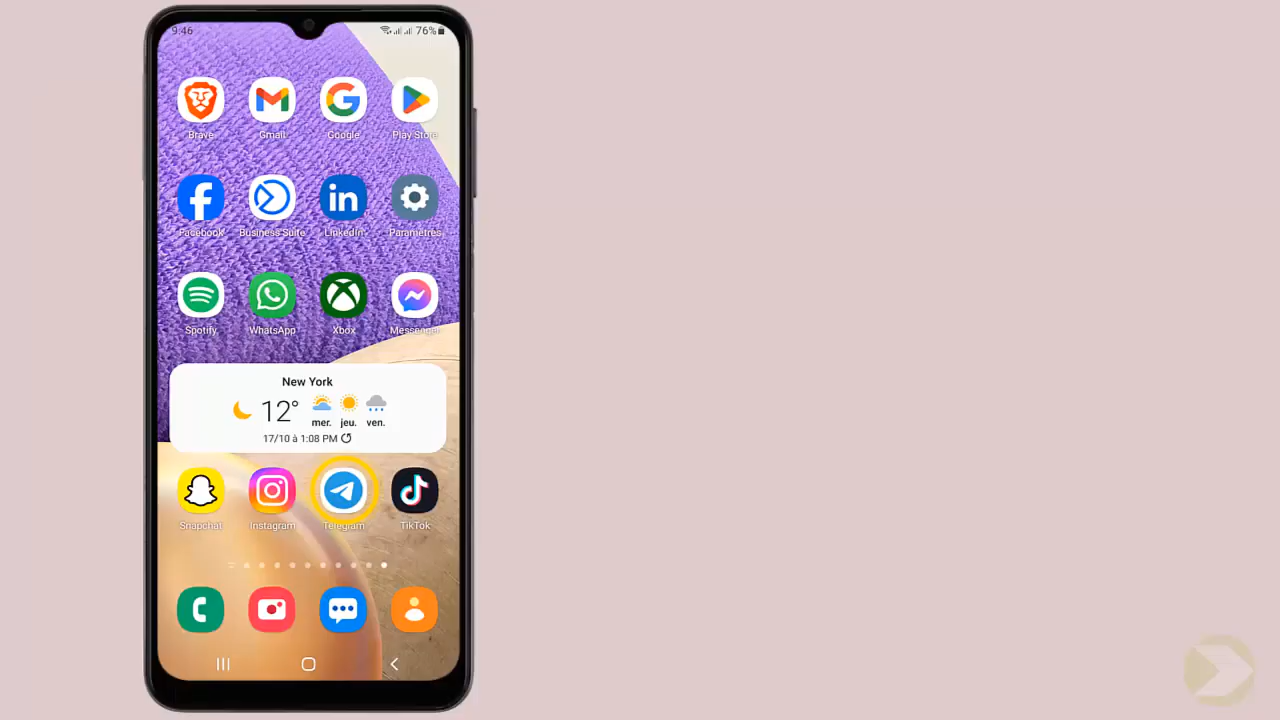 9:46 76%
Brave Gmail Google Play Store
Facebook Business Suite LinkedIn Paramètres
Spotify WhatsApp Xbox Messenger
New York
12°
mer. jeu. ven.
17/10 à 1:08 PM
Snapchat Instagram Telegram TikTok